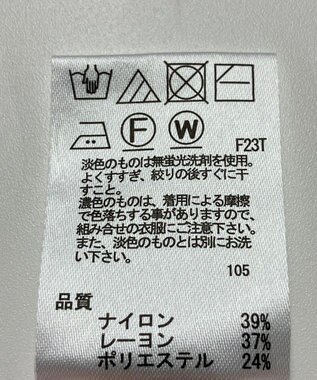 F W F23T
淡色のものは無蛍光洗剤を使用。
よくすすぎ、絞りの後すぐに干
すこと。
濃色のものは、着用による摩擦
で色落ちする事がありますので、
組み合せの衣服にご注意下さい。
また、淡色のものとは別にお洗
い下さい。
105
品質
ナイロン 39%
レーヨン 37%
ポリエステル 24%